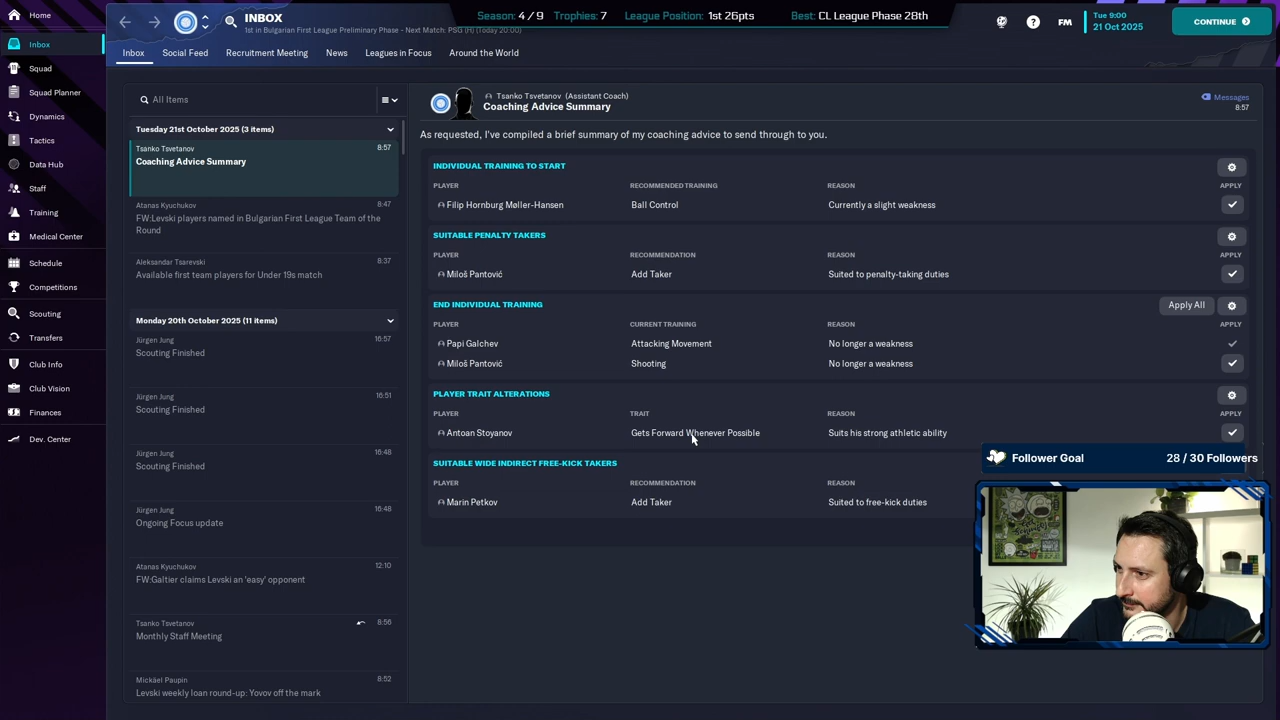 Season: 4 / 9
Trophies: 7
League Position: 1st 26pts
Best: CL League Phase 28th
INBOX
1st in Bulgarian First League Preliminary Phase - Next Match: PSG (H) (Today 20:00)
FM
Tue 9:00
21 Oct 2025
CONTINUE
Home
Inbox
Squad
Squad Planner
Dynamics
Tactics
Data Hub
Staff
Training
Medical Center
Schedule
Competitions
Scouting
Transfers
Club Info
Club Vision
Finances
Dev. Center
Inbox
Social Feed
Recruitment Meeting
News
Leagues in Focus
Around the World
All Items
Tuesday 21st October 2025 (3 items)
Tsanko Tsvetanov
8:57
Coaching Advice Summary
Atanas Kyuchukov
8:47
FW:Levski players named in Bulgarian First League Team of the
Round
Aleksandar Tsarevski
8:37
Available first team players for Under 19s match
Monday 20th October 2025 (11 items)
Jürgen Jung
16:57
Scouting Finished
Jürgen Jung
16:51
Scouting Finished
Jürgen Jung
16:48
Scouting Finished
Jürgen Jung
16:48
Ongoing Focus update
Atanas Kyuchukov
12:10
FW:Galtier claims Levski an 'easy' opponent
Tsanko Tsvetanov
8:56
Monthly Staff Meeting
Mickäel Paupin
8:52
Levski weekly loan round-up: Yovov off the mark
Tsanko Tsvetanov (Assistant Coach)
Coaching Advice Summary
Messages
8:57
As requested, I've compiled a brief summary of my coaching advice to send through to you.
INDIVIDUAL TRAINING TO START
PLAYER
RECOMMENDED TRAINING
REASON
APPLY
Filip Hornburg Møller-Hansen
Ball Control
Currently a slight weakness
SUITABLE PENALTY TAKERS
PLAYER
RECOMMENDATION
REASON
APPLY
Miloš Pantović
Add Taker
Suited to penalty-taking duties
END INDIVIDUAL TRAINING
Apply All
PLAYER
CURRENT TRAINING
REASON
APPLY
Papi Galchev
Attacking Movement
No longer a weakness
Miloš Pantović
Shooting
No longer a weakness
PLAYER TRAIT ALTERATIONS
PLAYER
TRAIT
REASON
APPLY
Antoan Stoyanov
Gets Forward Whenever Possible
Suits his strong athletic ability
SUITABLE WIDE INDIRECT FREE-KICK TAKERS
PLAYER
RECOMMENDATION
REASON
Marin Petkov
Add Taker
Suited to free-kick duties
Follower Goal
28 / 30 Followers